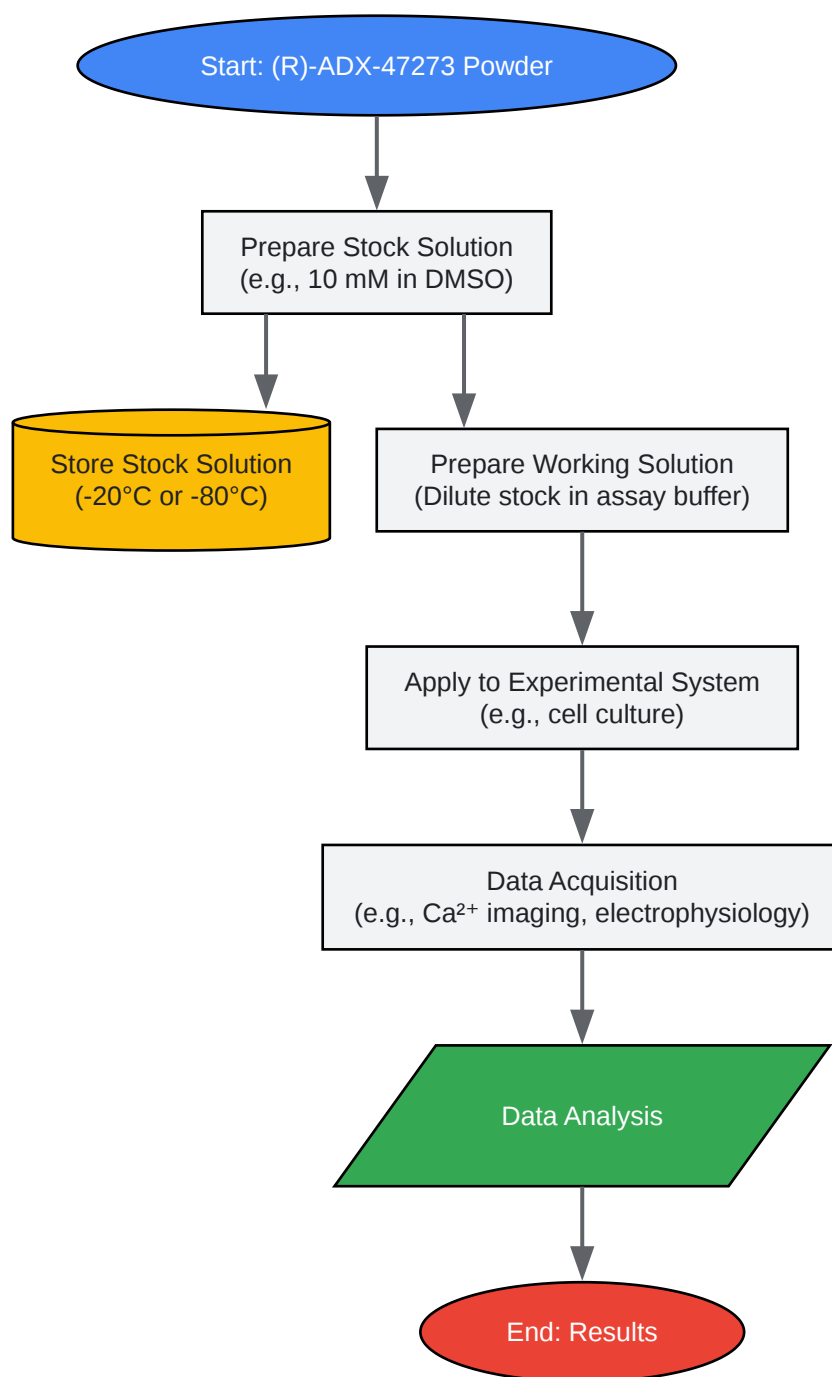 Start: (R)-ADX-47273 Powder
Prepare Stock Solution
(e.g., 10 mM in DMSO)
Store Stock Solution
(-20°C or -80°C)
Prepare Working Solution
(Dilute stock in assay buffer)
Apply to Experimental System
(e.g., cell culture)
Data Acquisition
(e.g., Ca²⁺ imaging, electrophysiology)
Data Analysis
End: Results